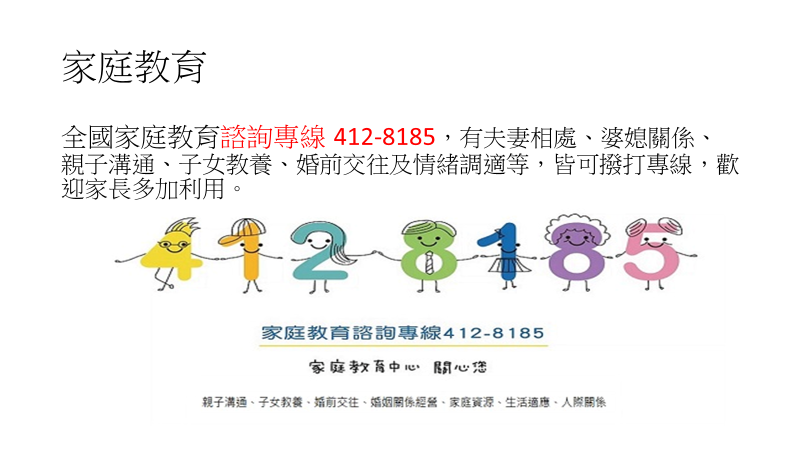 家庭教育
全國家庭教育諮詢專線 412-8185，有夫妻相處、婆媳關係、
親子溝通、子女教養、婚前交往及情緒調適等，皆可撥打專線，歡
迎家長多加利用。
412 8185
家庭教育諮詢專線412-8185
家庭教育中心 關心您
親子溝通、子女教養、婚前交往、婚姻關係經營、家庭資源、生活適應、人際關係